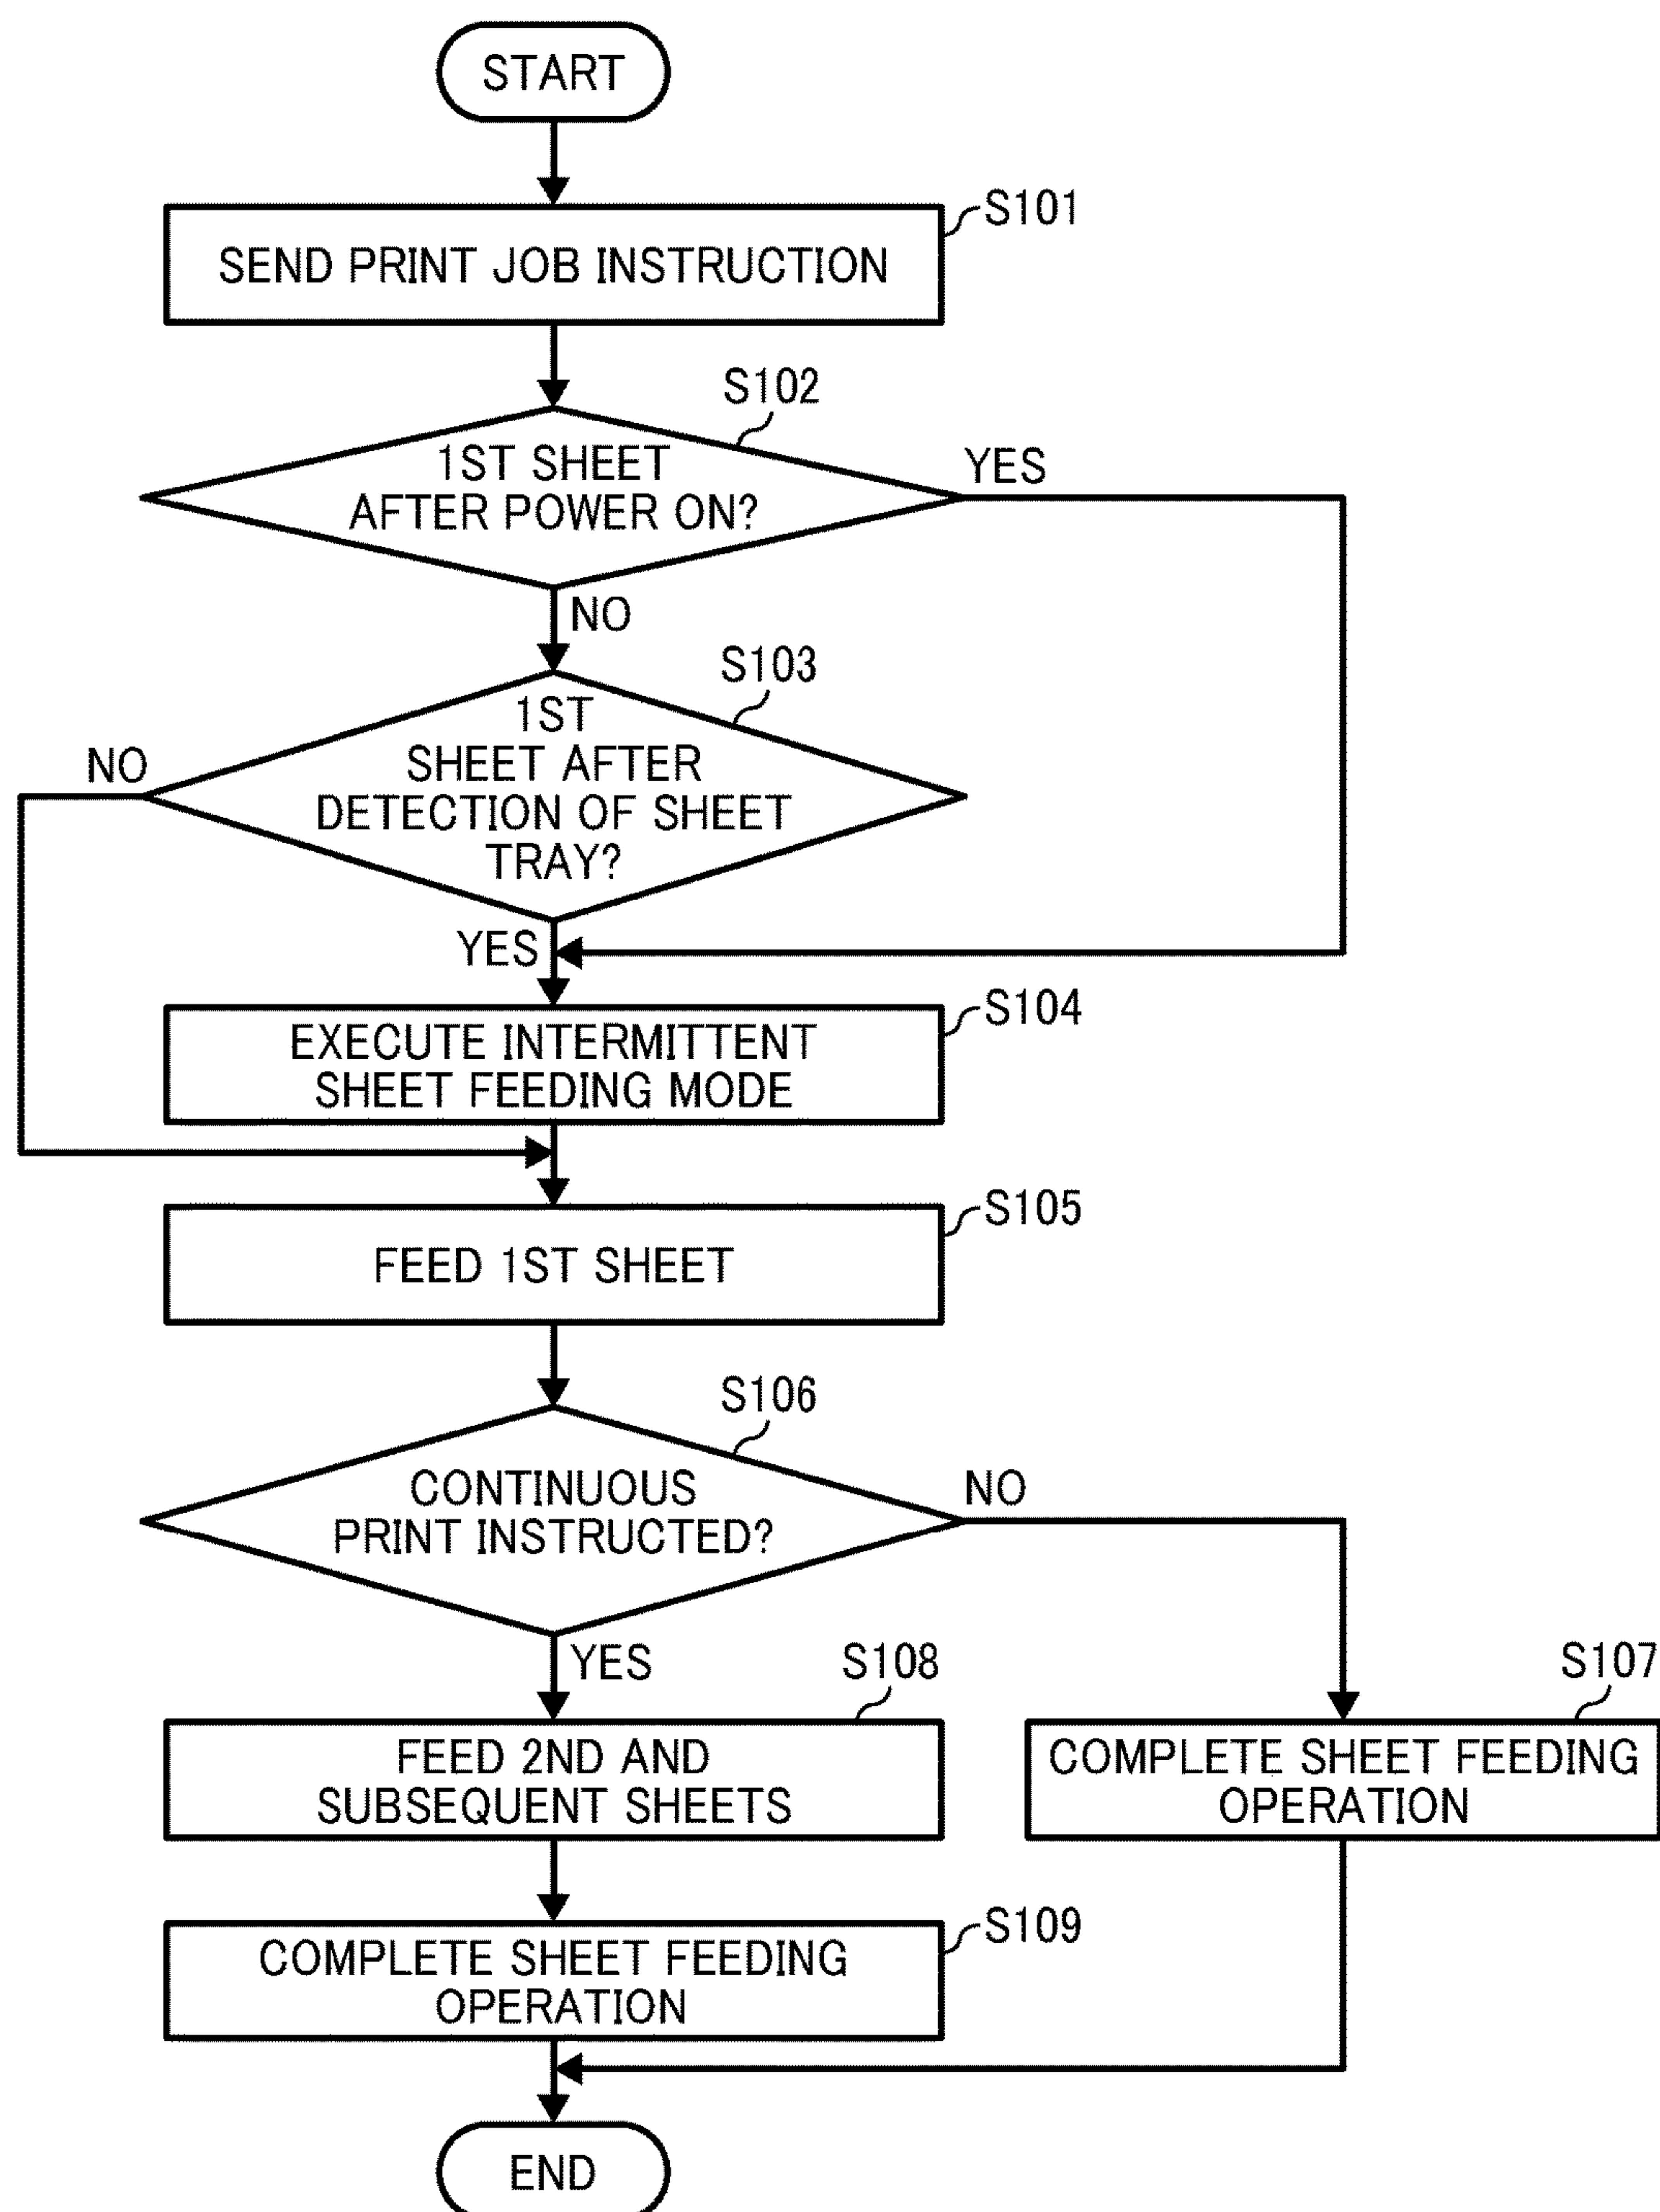 START
S101
SEND PRINT JOB INSTRUCTION
S102
1ST SHEET
AFTER POWER ON?
YES
NO
S103
1ST
SHEET AFTER
DETECTION OF SHEET
TRAY?
NO
YES
S104
EXECUTE INTERMITTENT
SHEET FEEDING MODE
S105
FEED 1ST SHEET
S106
CONTINUOUS
PRINT INSTRUCTED?
NO
YES
S108
FEED 2ND AND
SUBSEQUENT SHEETS
S107
COMPLETE SHEET FEEDING
OPERATION
S109
COMPLETE SHEET FEEDING
OPERATION
END